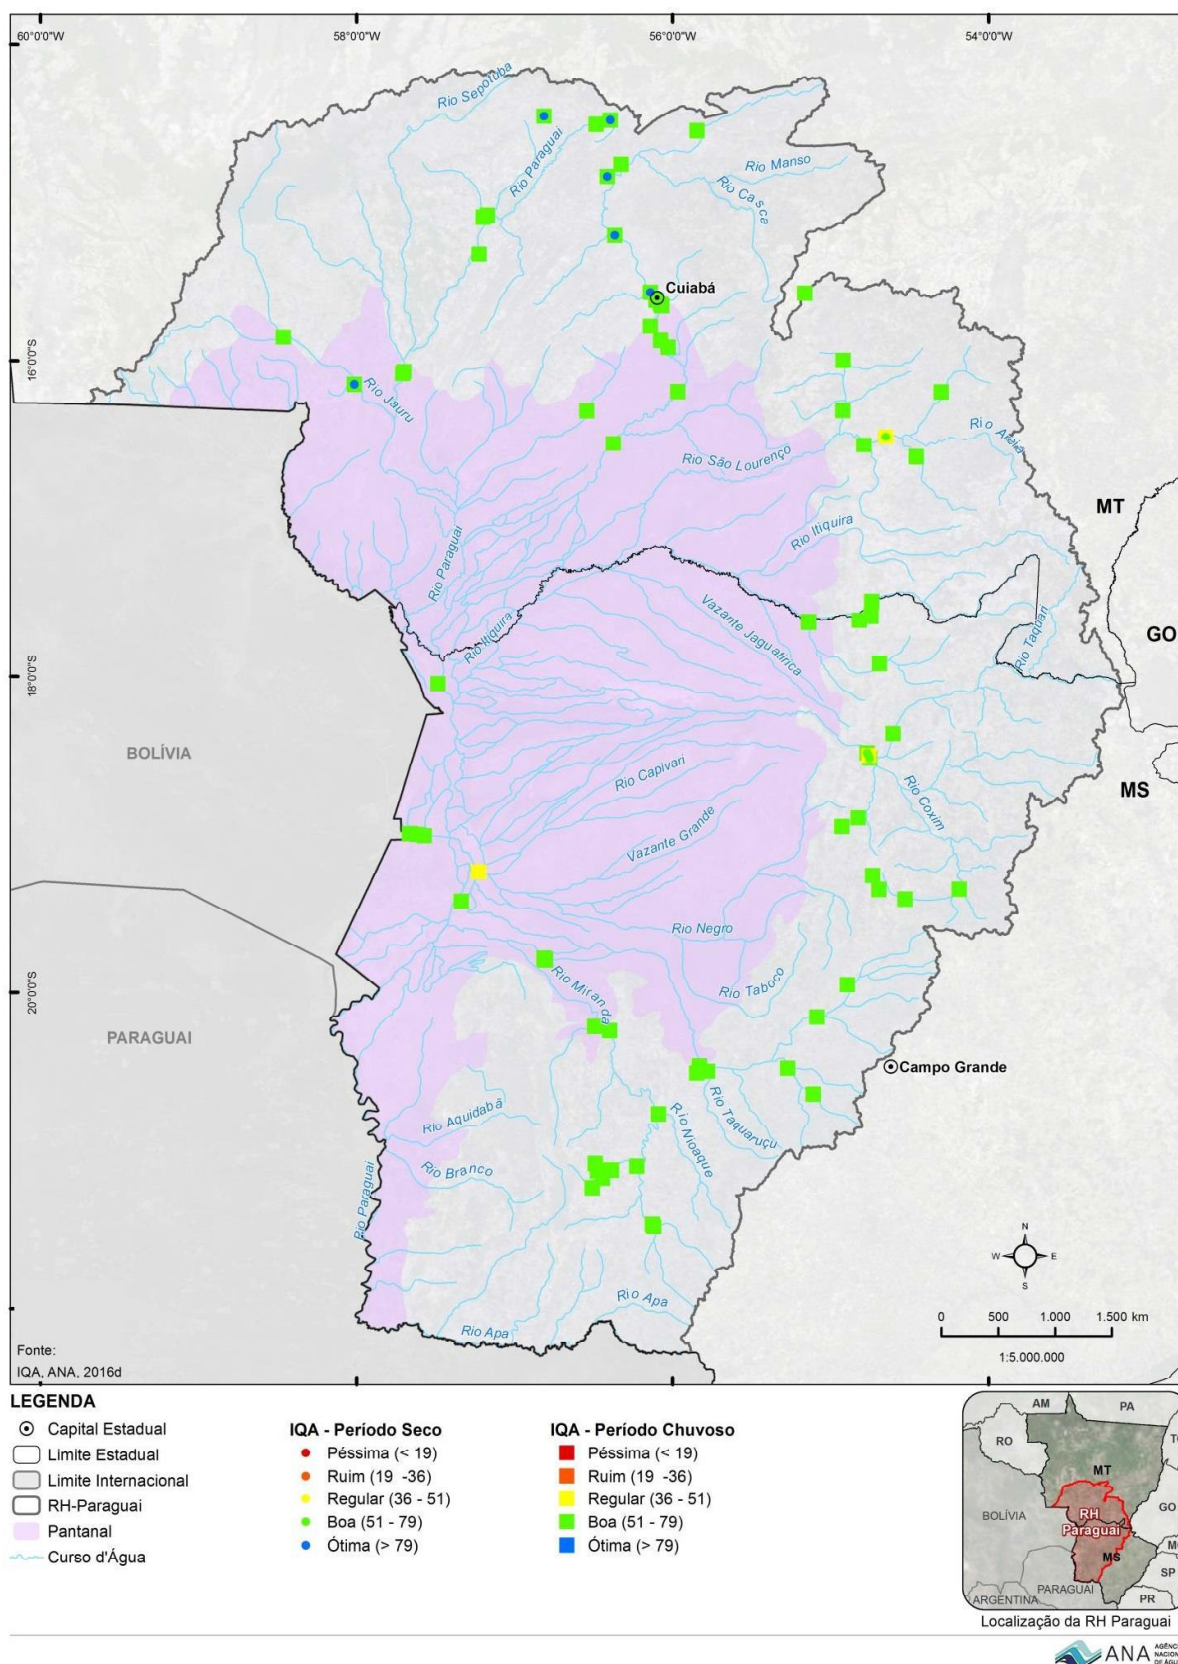 60°0'0"W
58°0'0"W
56°0'0"W
54°0'0"W
Rio Sepotuba
Rio Paraguai
Rio Manso
Rio Casca
Cuiabá
16°0'0"S
Rio Jauru
Rio Areia
Rio São Lourenço
MT
Rio Itiquira
Rio Paraguai
Vazante Jaguatirica
Rio Itiquira
Rio Taquari
GO
18°0'0"S
BOLÍVIA
Rio Capivari
Rio Coxim
MS
Vazante Grande
Rio Negro
Rio Miranda
Rio Taboco
20°0'0"S
PARAGUAI
Campo Grande
Rio Aquidabã
Rio Taquaruçu
Rio Nioaque
Rio Branco
Rio Paraguai
N
W
E
S
Rio Apa
Rio Apa
0 500 1.000 1.500 km
1:5.000.000
Fonte:
IQA, ANA, 2016d
LEGENDA
Capital Estadual
Limite Estadual
Limite Internacional
RH-Paraguai
Pantanal
Curso d'Água
IQA - Período Seco
Péssima (< 19)
Ruim (19 -36)
Regular (36 - 51)
Boa (51 - 79)
Ótima (> 79)
IQA - Período Chuvoso
Péssima (< 19)
Ruim (19 -36)
Regular (36 - 51)
Boa (51 - 79)
Ótima (> 79)
AM
PA
RO
MT
GO
BOLÍVIA
RH
Paraguai
MS
SP
PARAGUAI
ARGENTINA
PR
Localização da RH Paraguai
ANA